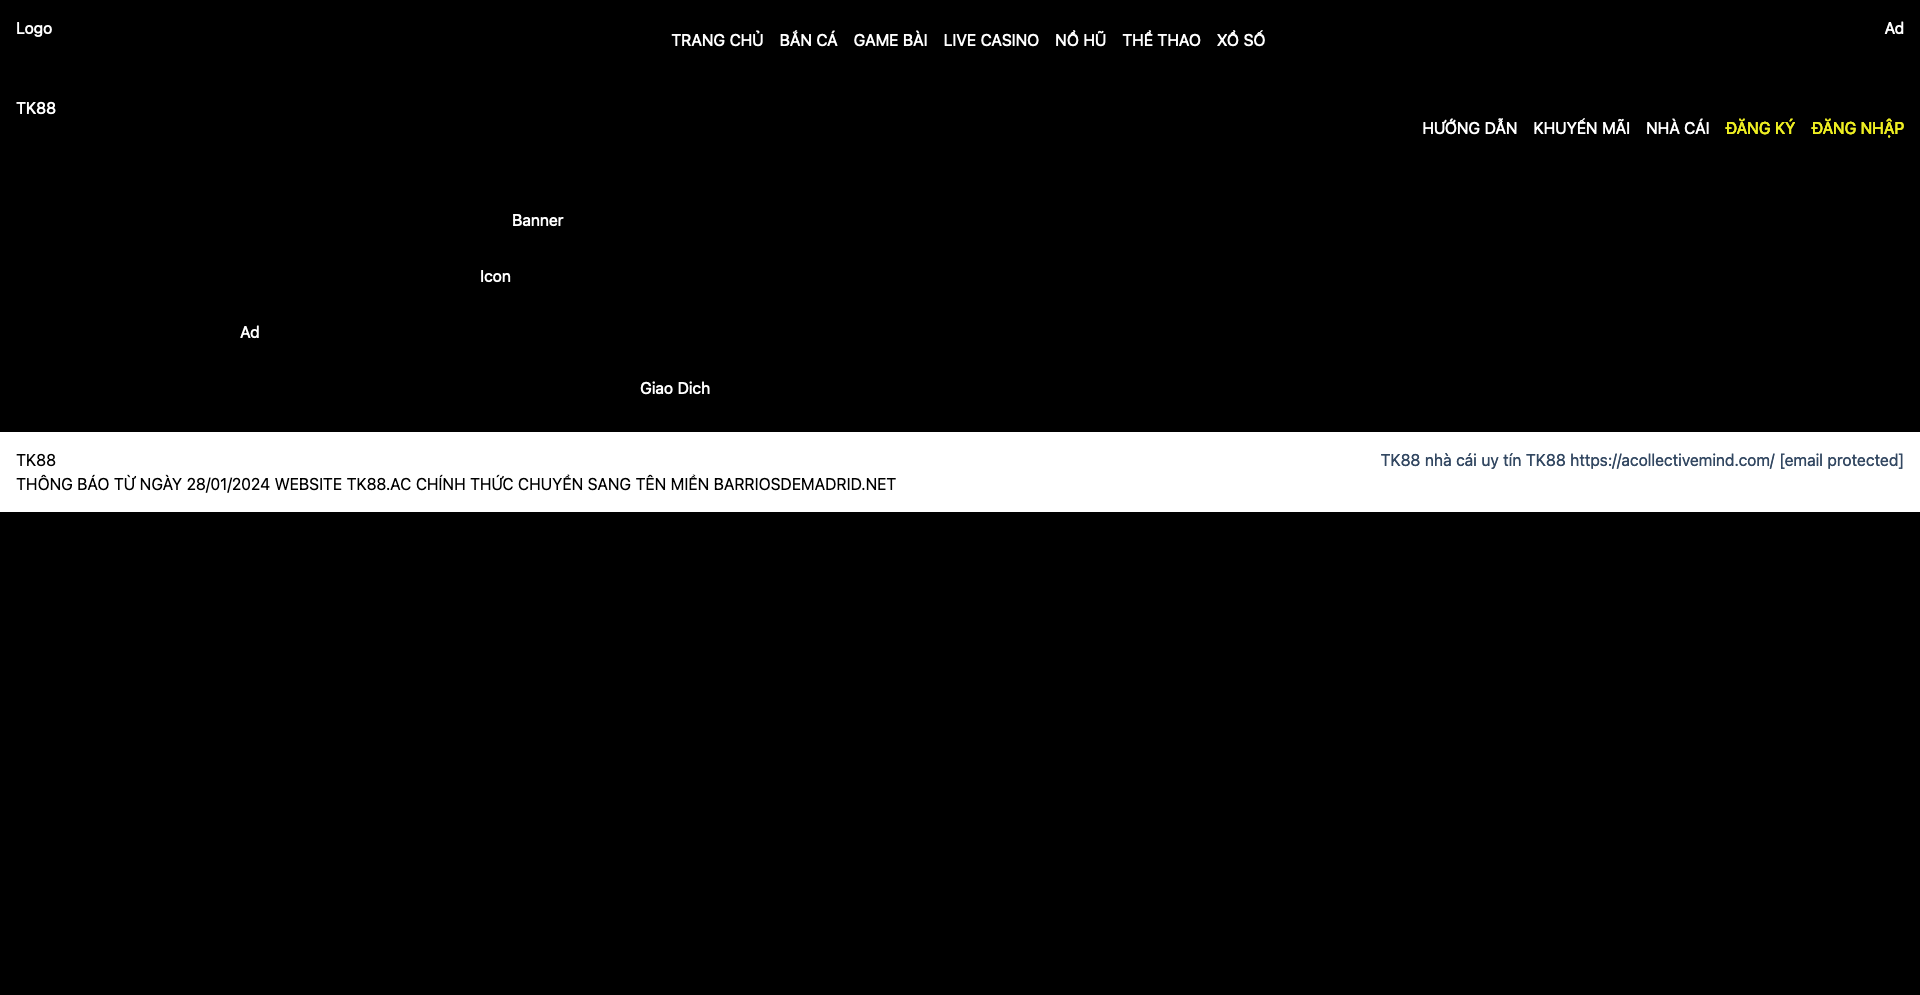 Logo
TRANG CHỦ BẮN CÁ GAME BÀI LIVE CASINO NỔ HŨ THỂ THAO XỔ SỐ
Ad
TK88
HƯỚNG DẪN KHUYẾN MÃI NHÀ CÁI ĐĂNG KÝ ĐĂNG NHẬP
Banner
Icon
Ad
Giao Dich
TK88
TK88 nhà cái uy tín TK88 https://acollectivemind.com/ [email protected]
THÔNG BÁO TỪ NGÀY 28/01/2024 WEBSITE TK88.AC CHÍNH THỨC CHUYỂN SANG TÊN MIỀN BARRIOSDEMADRID.NET